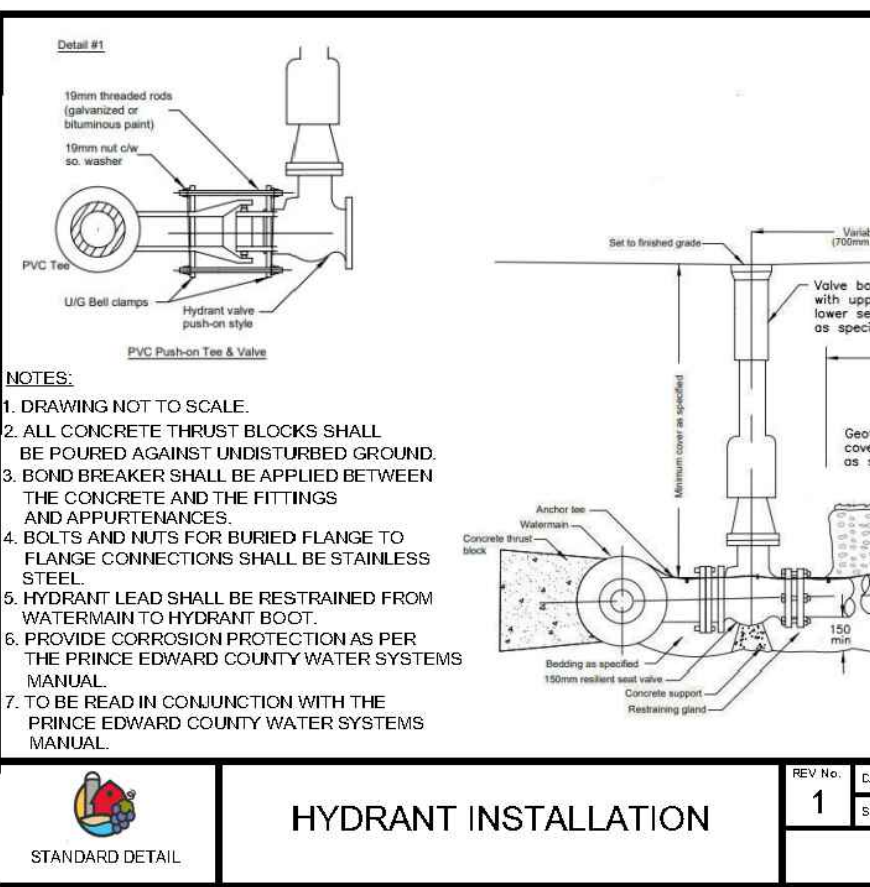 Detail #1
19mm threaded rods
(galvanized or
bituminous paint)
19mm nut c/w
so. washer
PVC Tee
U/G Bell clamps
Hydrant valve
push-on style
PVC Push-on Tee & Valve
NOTES:
1. DRAWING NOT TO SCALE.
2. ALL CONCRETE THRUST BLOCKS SHALL
BE POURED AGAINST UNDISTURBED GROUND.
3. BOND BREAKER SHALL BE APPLIED BETWEEN
THE CONCRETE AND THE FITTINGS
AND APPURTENANCES.
4. BOLTS AND NUTS FOR BURIED FLANGE TO
FLANGE CONNECTIONS SHALL BE STAINLESS
STEEL.
5. HYDRANT LEAD SHALL BE RESTRAINED FROM
WATERMAIN TO HYDRANT BOOT.
6. PROVIDE CORROSION PROTECTION AS PER
THE PRINCE EDWARD COUNTY WATER SYSTEMS
MANUAL.
7. TO BE READ IN CONJUNCTION WITH THE
PRINCE EDWARD COUNTY WATER SYSTEMS
MANUAL.
Set to finished grade
(700mm
Valve
with
lower
as
Minimum cover as specified
as
Anchor tee
Watermain
Concrete thrust
block
150
min
Bedding as specified
150mm resilient seat valve
Concrete support
Restraining gland
STANDARD DETAIL
HYDRANT INSTALLATION
REV No.
1